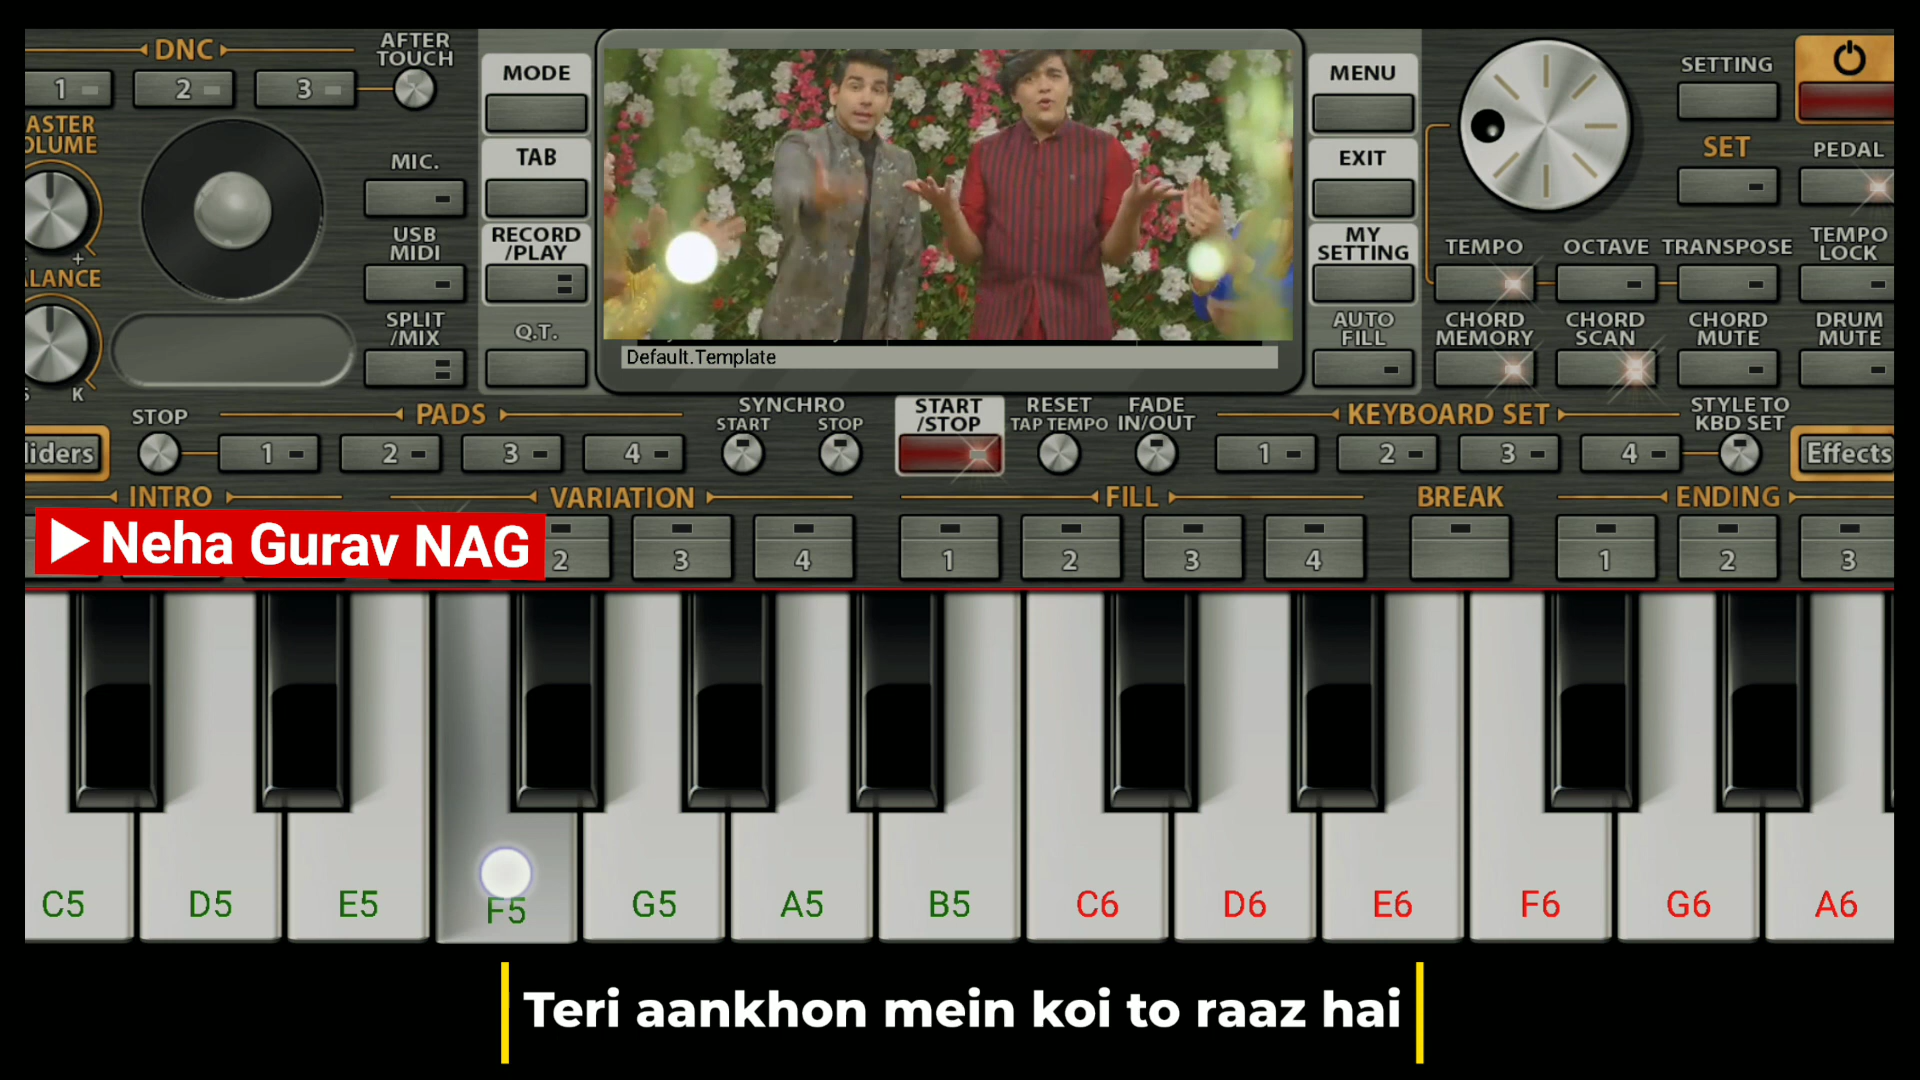 DNC
AFTER
TOUCH
1
2
3
MODE
MENU
SETTING
ASTER
OLUME
MIC.
TAB
EXIT
SET
PEDAL
USB
MIDI
RECORD
/PLAY
MY
SETTING
TEMPO
OCTAVE
TRANSPOSE
TEMPO
LOCK
LANCE
- +
SPLIT
/MIX
Q.T.
AUTO
FILL
CHORD
MEMORY
CHORD
SCAN
CHORD
MUTE
DRUM
MUTE
Default.Template
K
STOP
PADS
SYNCHRO
START
STOP
START
/STOP
RESET
TAP TEMPO
FADE
IN/OUT
KEYBOARD SET
STYLE TO
KBD SET
liders
1
2
3
4
1
2
3
4
Effects
INTRO
VARIATION
FILL
BREAK
ENDING
Neha Gurav NAG
2
3
4
1
2
3
4
1
2
3
C5
D5
E5
F5
G5
A5
B5
C6
D6
E6
F6
G6
A6
Teri aankhon mein koi to raaz hai